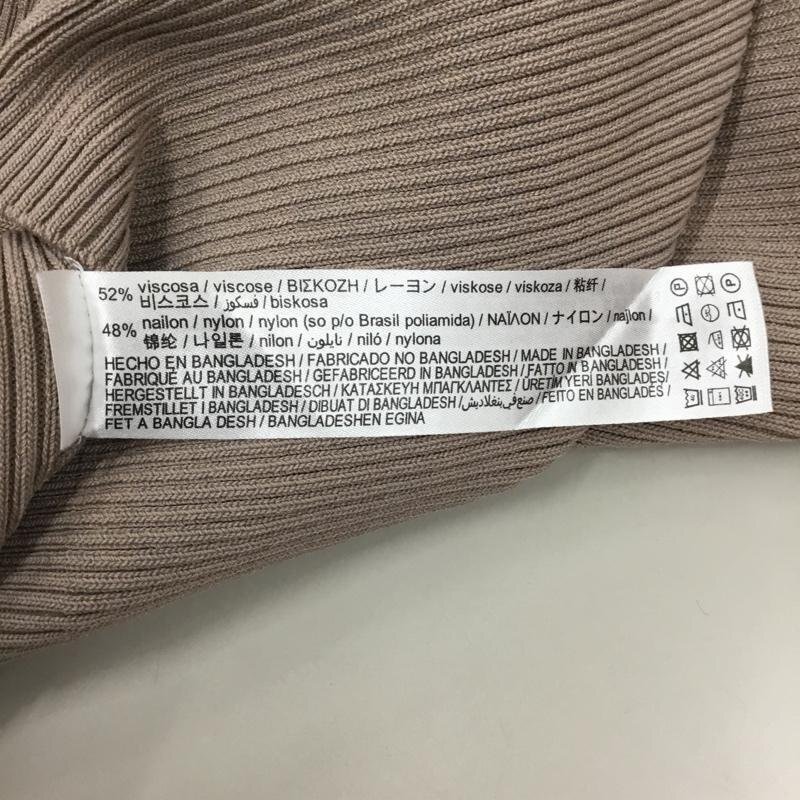 52% viscosa / viscose / ΒΙΣΚΟΖΗ / レーヨン / viskose / viskoza / 粘纤 /
비스코스 / فسكوز / biskosa
48% nailon / nylon / nylon (so p/o Brasil poliamida) / ΝΑΪΛΟΝ / ナイロン / najlon /
锦纶 / 나일론 / nilon / نايلون / niló / nylona
HECHO EN BANGLADESH / FABRICADO NO BANGLADESH / MADE IN BANGLADESH /
FABRIQUÉ AU BANGLADESH / GEFABRICEERD IN BANGLADESH / FATTO IN BANGLADESH /
HERGESTELLT IN BANGLADESCH / ΚΑΤΑΣΚΕΥΗ ΜΠΑΓΚΛΑΝΤΕΣ / ÜRETIM YERI BANGLADEŞ/
FREMSTILLET I BANGLADESH / DIBUAT DI BANGLADESH / صنع في بنغلاديش / FEITO EN BANGLADÉS /
FET A BANGLA DESH / BANGLADESHEN EGINA